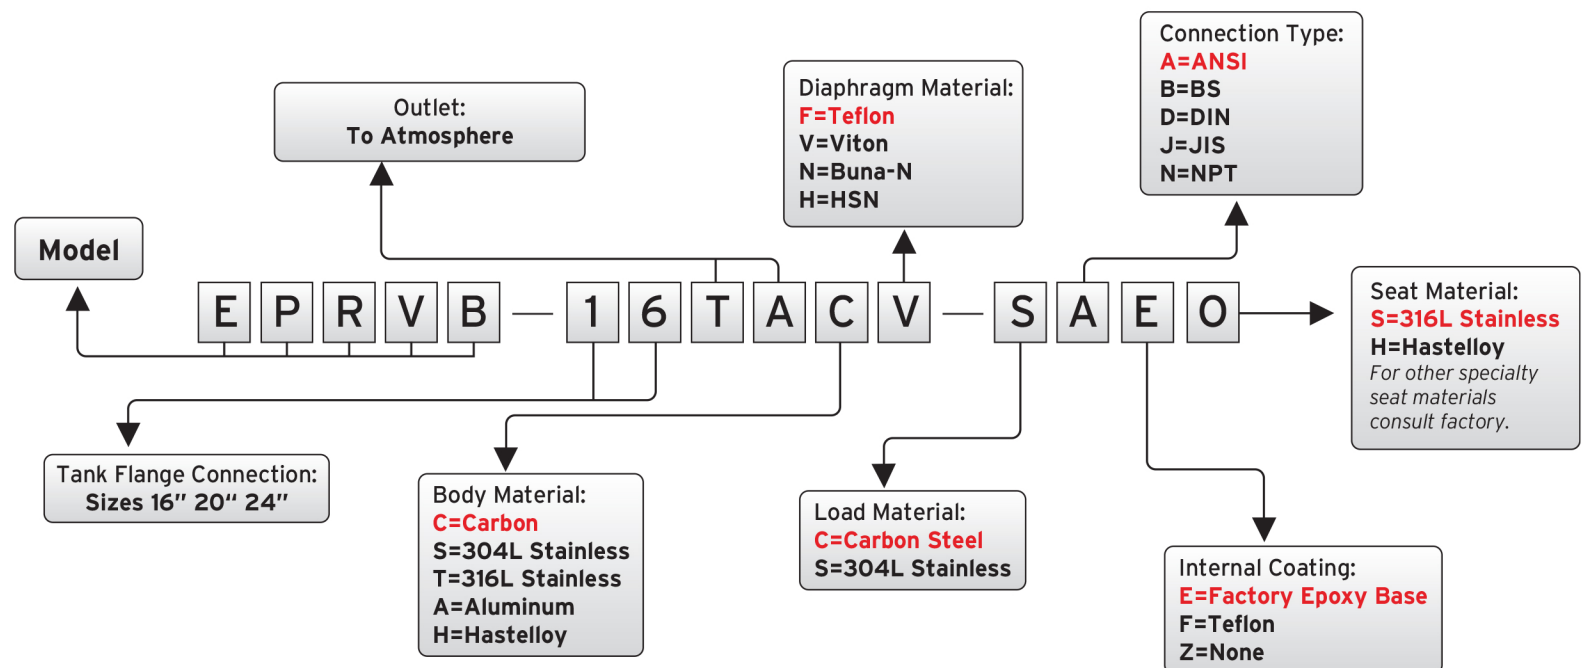 Connection Type:
A=ANSI
B=BS
D=DIN
J=JIS
N=NPT
Diaphragm Material:
F=Teflon
V=Viton
N=Buna-N
H=HSN
Outlet:
To Atmosphere
Model
E P R V B — 1 6 T A C V — S A E O
Seat Material:
S=316L Stainless
H=Hastelloy
For other specialty
seat materials
consult factory.
Tank Flange Connection:
Sizes 16” 20“ 24”
Body Material:
C=Carbon
S=304L Stainless
T=316L Stainless
A=Aluminum
H=Hastelloy
Load Material:
C=Carbon Steel
S=304L Stainless
Internal Coating:
E=Factory Epoxy Base
F=Teflon
Z=None